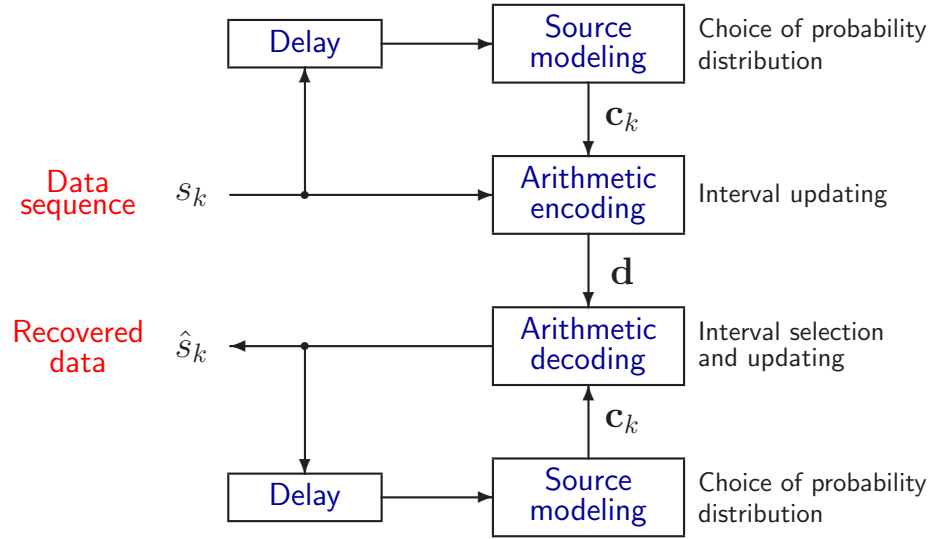 Delay
Source
modeling
Choice of probability
distribution
c_k
Data
sequence
s_k
Arithmetic
encoding
Interval updating
d
Recovered
data
ŝ_k
Arithmetic
decoding
Interval selection
and updating
c_k
Delay
Source
modeling
Choice of probability
distribution